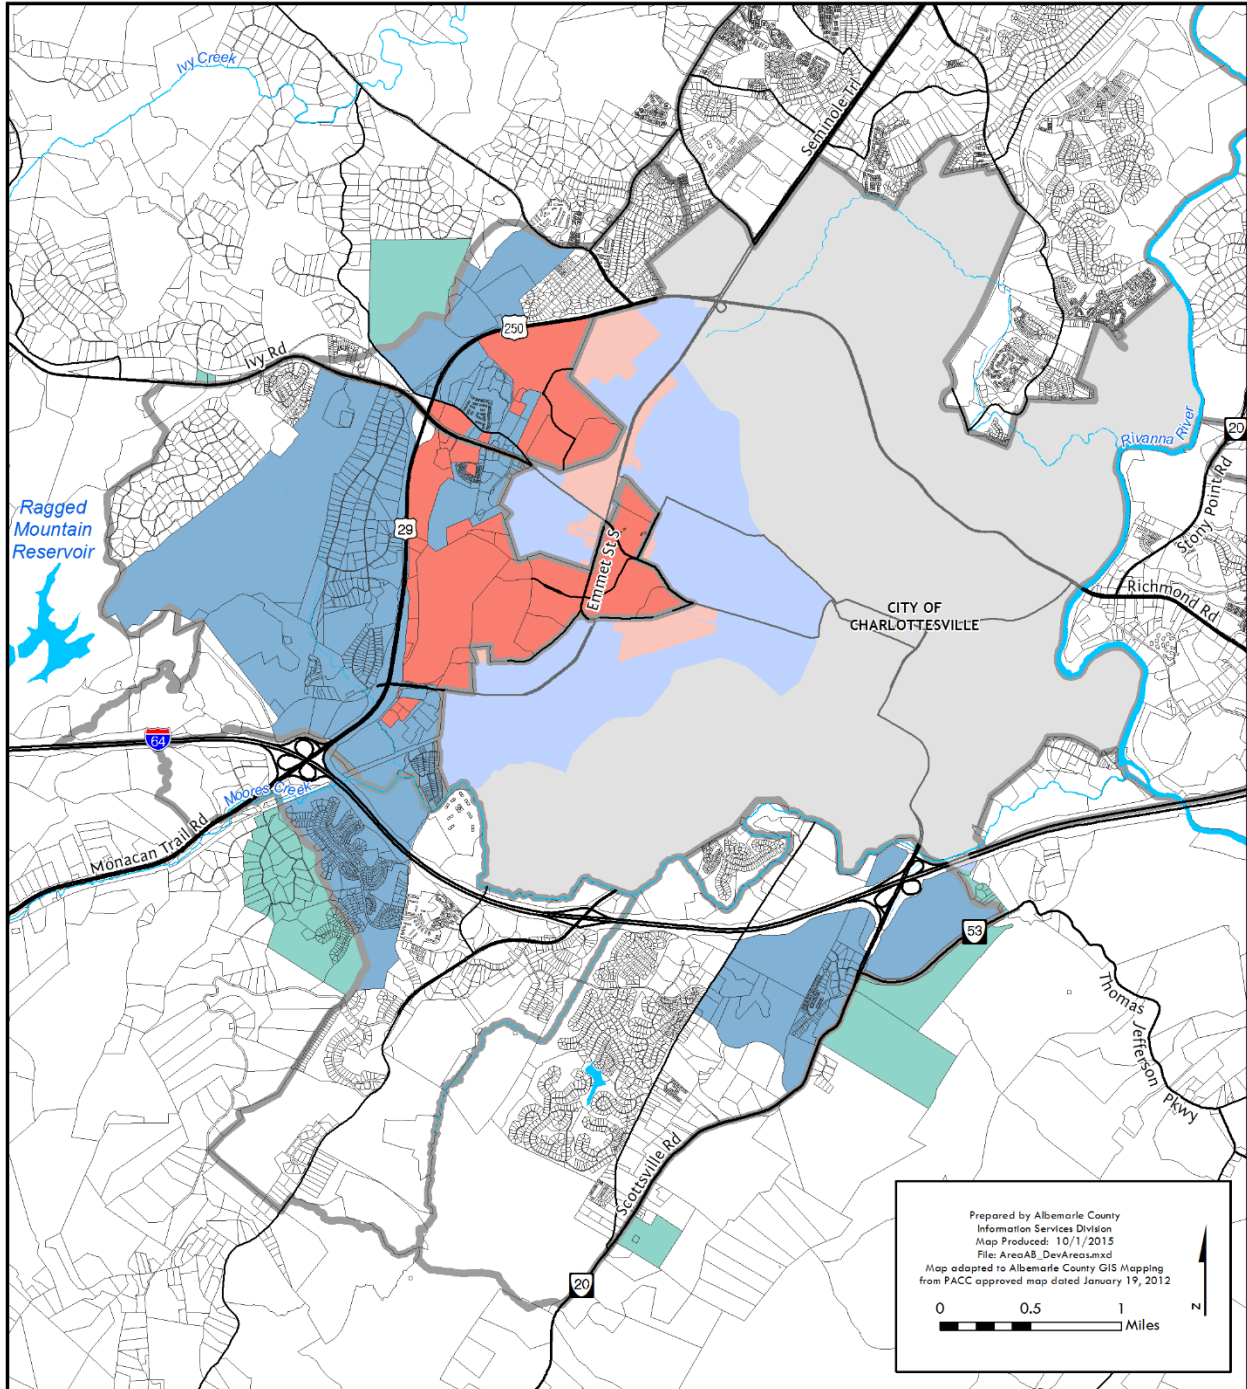 Ivy Creek
Seminole Trl
250
Ivy Rd
20
Rivanna River
Stony Point Rd
Ragged
Mountain
Reservoir
29
Emmet St S
Richmond Rd
CITY OF
CHARLOTTESVILLE
64
Moores Creek
Monacan Trail Rd
53
Thomas Jefferson Pkwy
Scottsville Rd
20
Prepared by Albemarle County
Information Services Division
Map Produced: 10/1/2015
File: AreaAB_DevAreas.mxd
Map adapted to Albemarle County GIS Mapping
from PACC approved map dated January 19, 2012
0 0.5 1
Miles
N